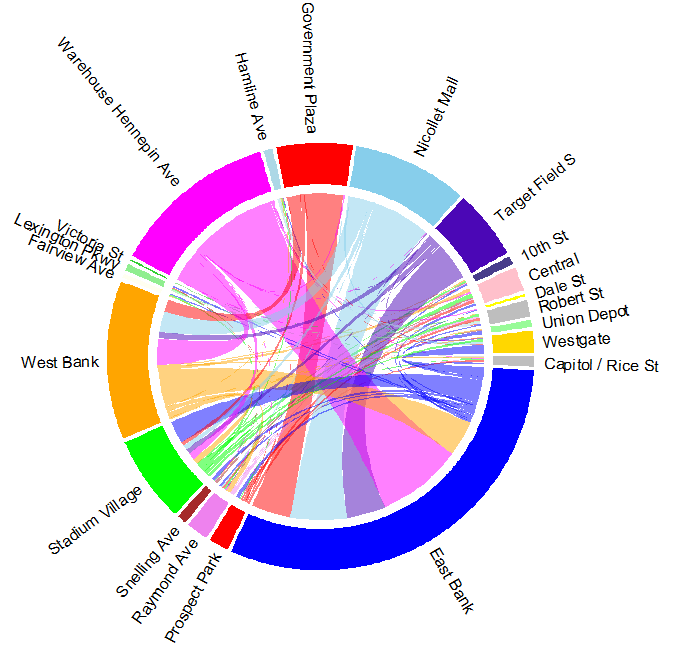 Government Plaza
Nicollet Mall
Target Field S
10th St
Central
Dale St
Robert St
Union Depot
Westgate
Capitol / Rice St
East Bank
Prospect Park
Raymond Ave
Snelling Ave
Stadium Village
West Bank
Fairview Ave
Lexington Pkwy
Victoria St
Warehouse Hennepin Ave
Hamline Ave